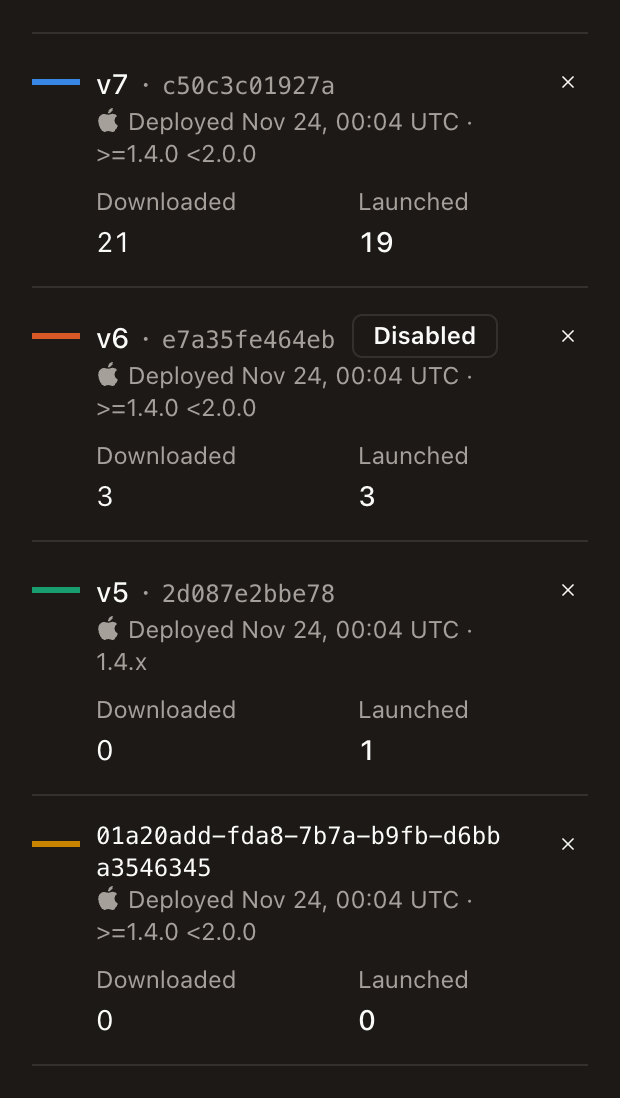 v7 · c50c3c01927a
Deployed Nov 24, 00:04 UTC ·
>=1.4.0 <2.0.0
Downloaded Launched
21 19
v6 · e7a35fe464eb Disabled
Deployed Nov 24, 00:04 UTC ·
>=1.4.0 <2.0.0
Downloaded Launched
3 3
v5 · 2d087e2bbe78
Deployed Nov 24, 00:04 UTC ·
1.4.x
Downloaded Launched
0 1
01a20add-fda8-7b7a-b9fb-d6bb
a3546345
Deployed Nov 24, 00:04 UTC ·
>=1.4.0 <2.0.0
Downloaded Launched
0 0